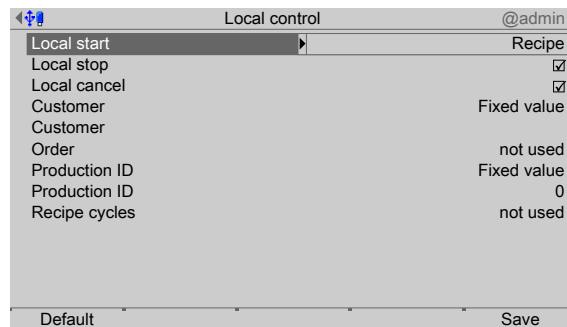 Local control @admin
Local start Recipe
Local stop
Local cancel
Customer Fixed value
Customer
Order not used
Production ID Fixed value
Production ID 0
Recipe cycles not used
Default Save